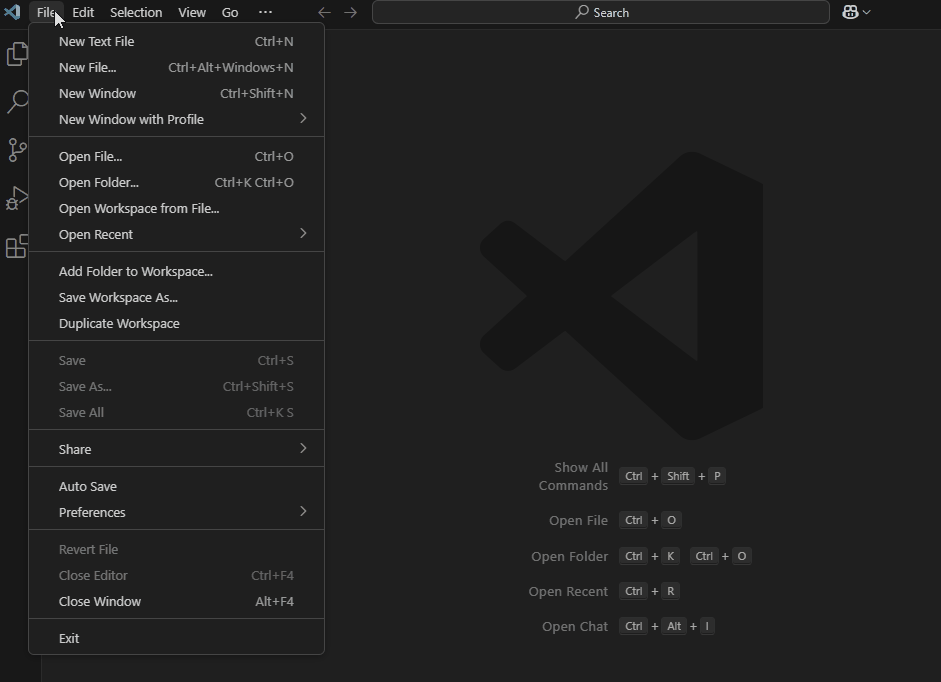 File Edit Selection View Go ··· Search
New Text File Ctrl+N
New File... Ctrl+Alt+Windows+N
New Window Ctrl+Shift+N
New Window with Profile
Open File... Ctrl+O
Open Folder... Ctrl+K Ctrl+O
Open Workspace from File...
Open Recent
Add Folder to Workspace...
Save Workspace As...
Duplicate Workspace
Save Ctrl+S
Save As... Ctrl+Shift+S
Save All Ctrl+K S
Share
Auto Save
Preferences
Revert File
Close Editor Ctrl+F4
Close Window Alt+F4
Exit
Show All
Commands Ctrl + Shift + P
Open File Ctrl + O
Open Folder Ctrl + K Ctrl + O
Open Recent Ctrl + R
Open Chat Ctrl + Alt + I